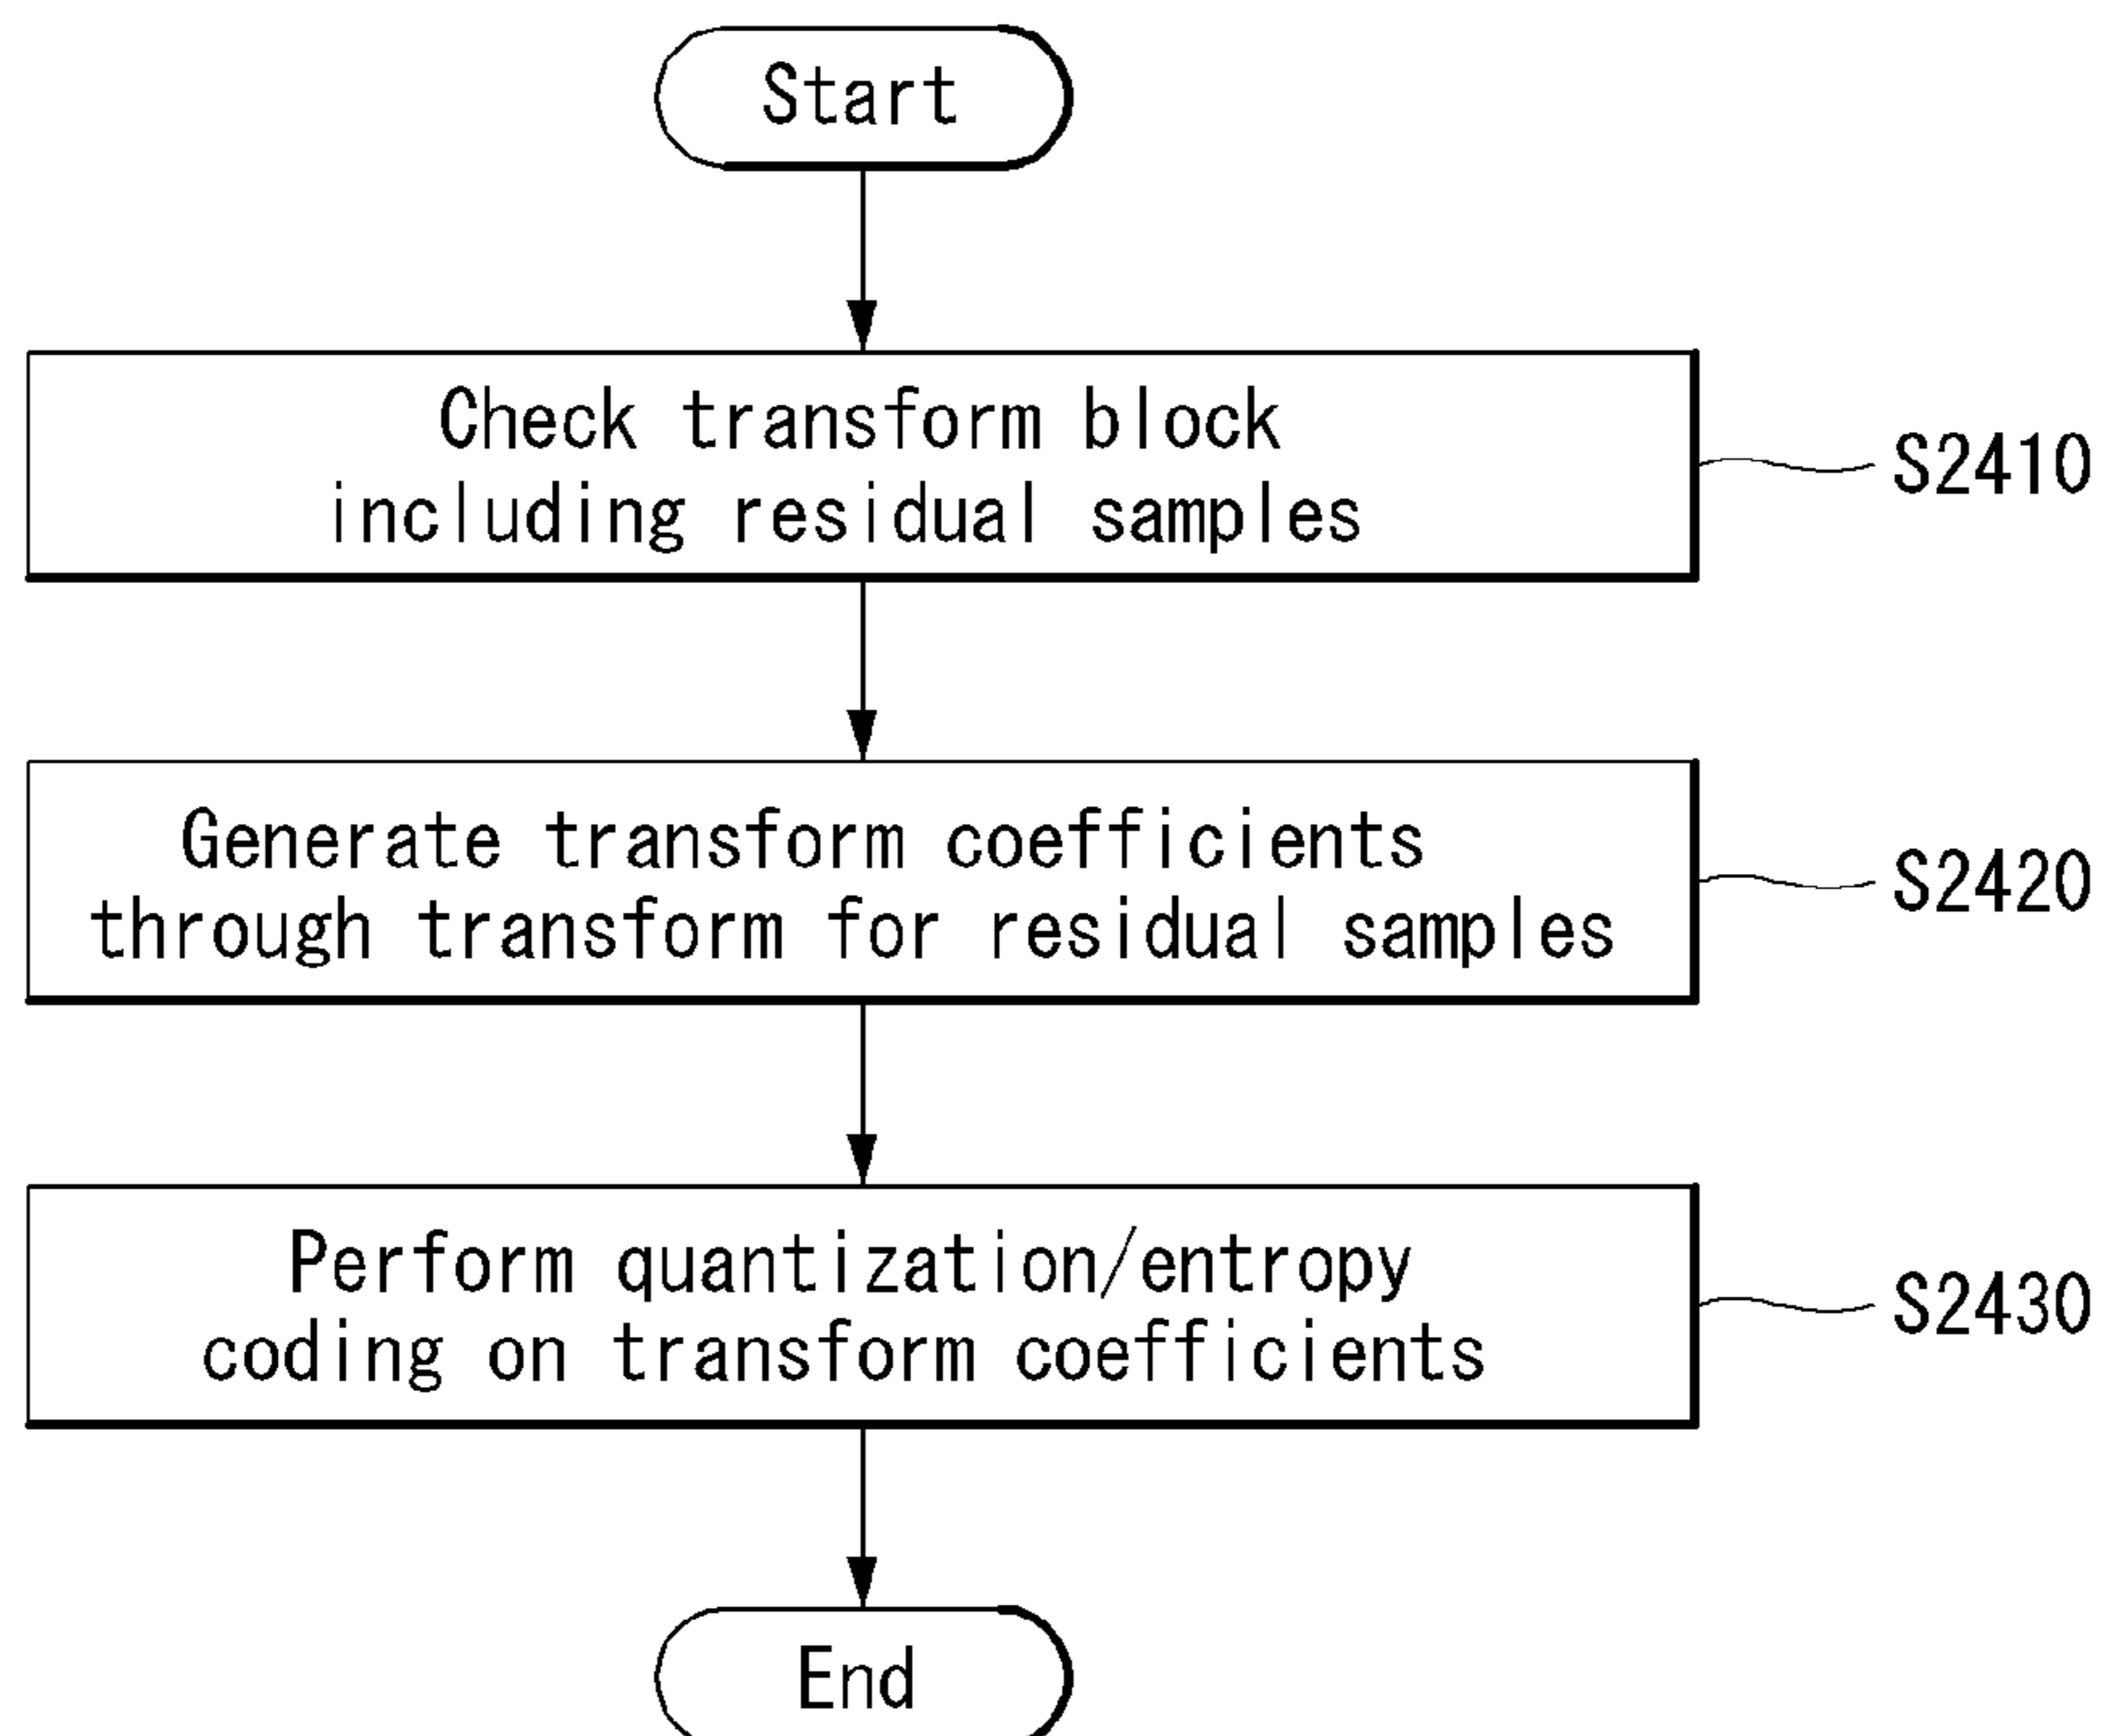 Start
Check transform block
including residual samples
S2410
Generate transform coefficients
through transform for residual samples
S2420
Perform quantization/entropy
coding on transform coefficients
S2430
End